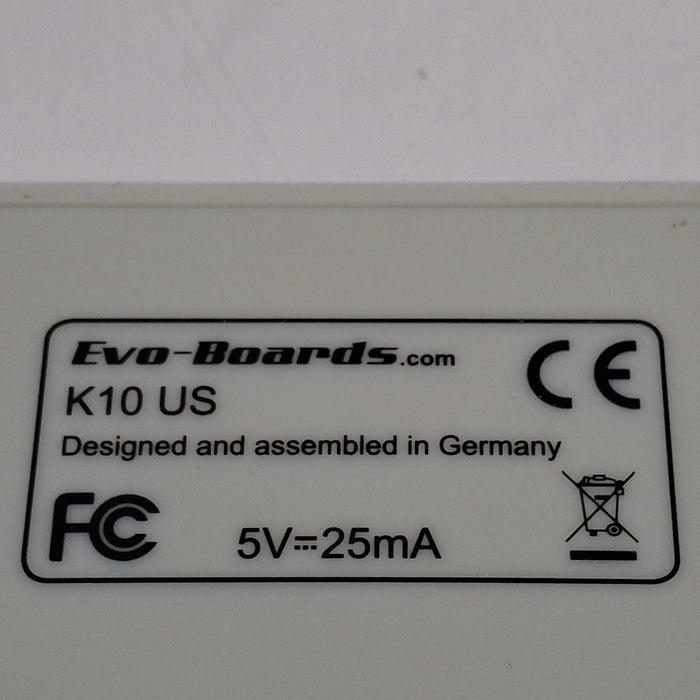 Evo-Boards.com
CE
K10 US
Designed and assembled in Germany
FC
5V⎓25mA